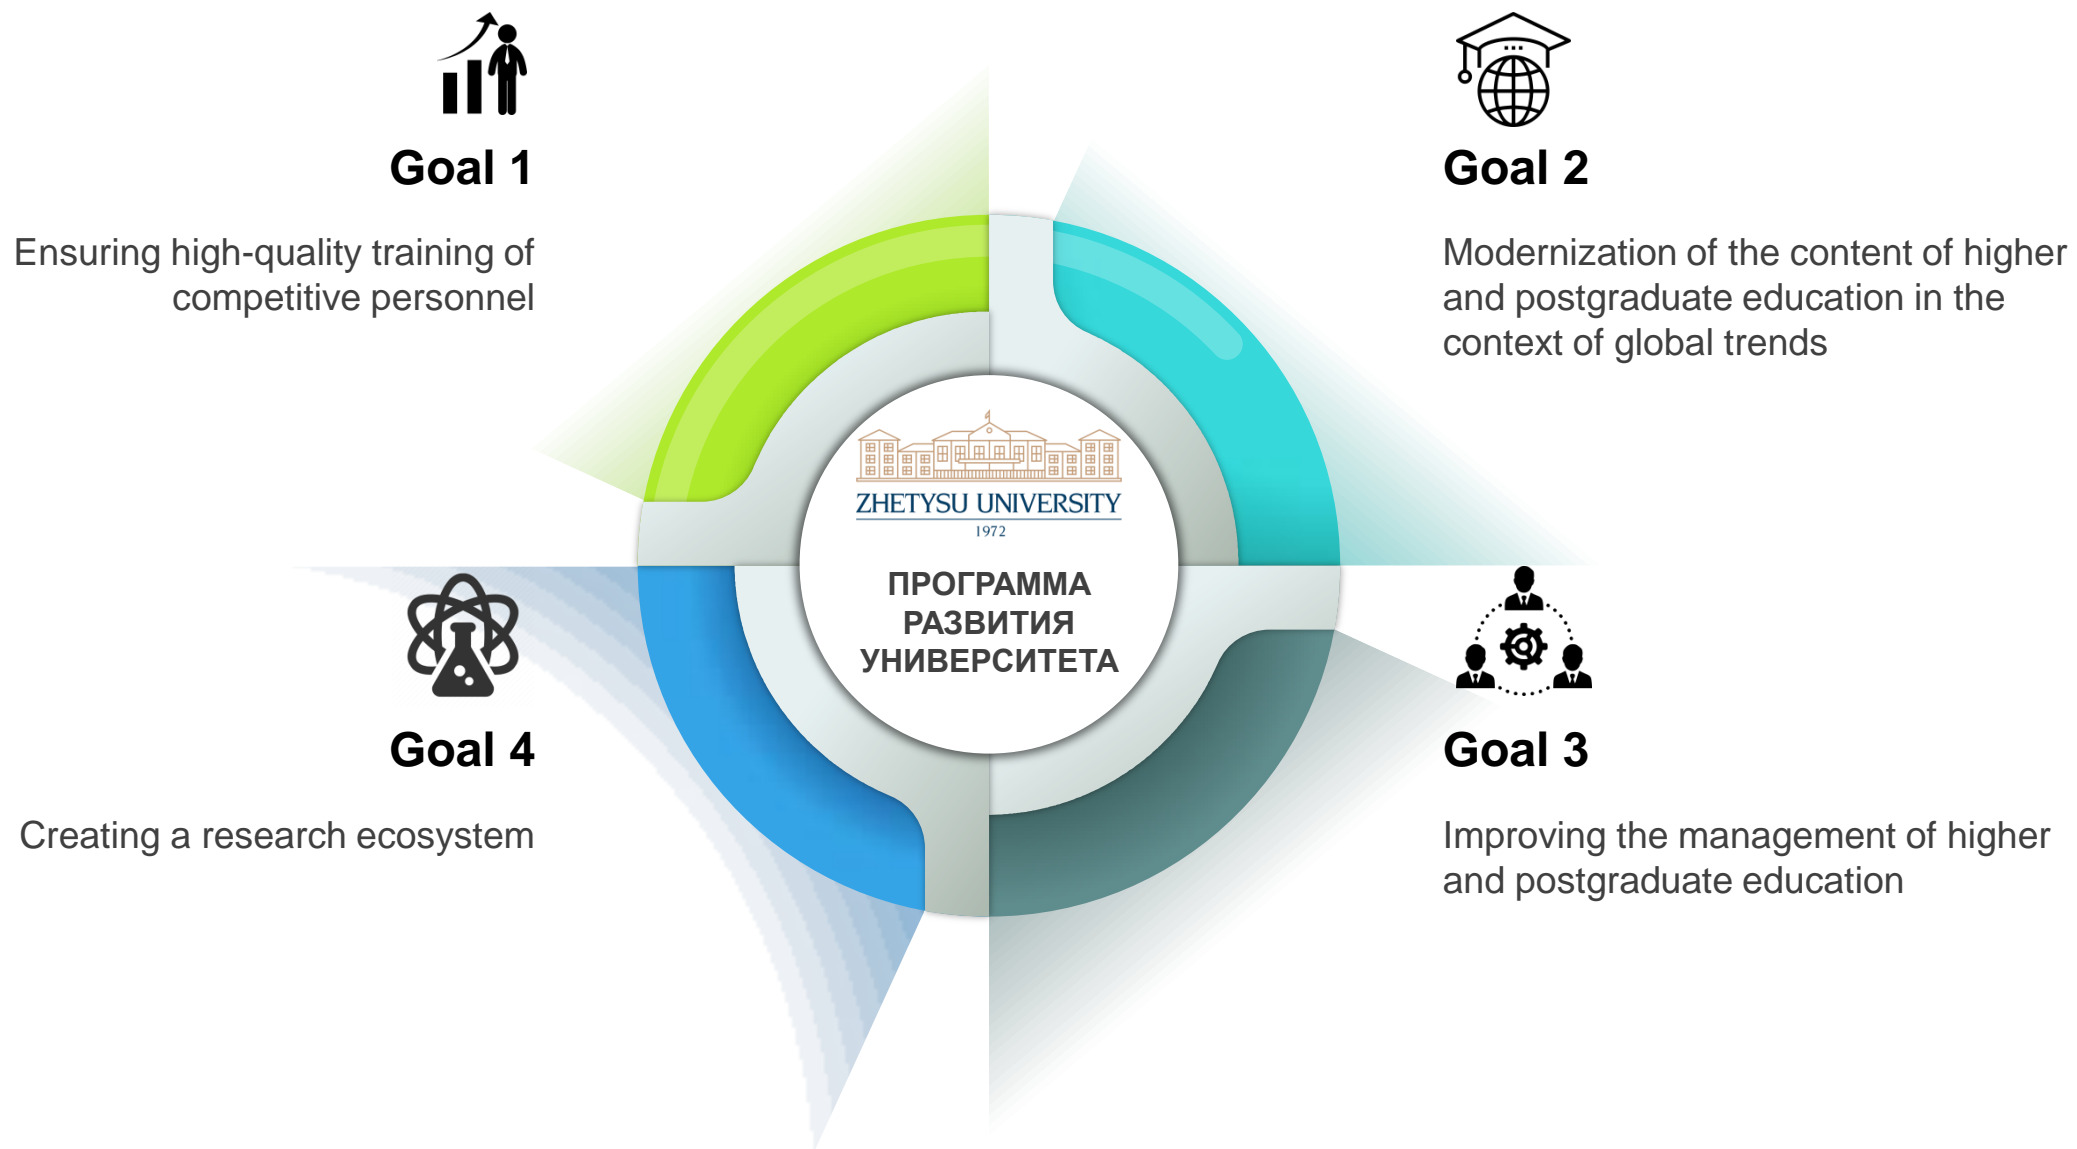 Goal 1
Ensuring high-quality training of
competitive personnel
Goal 2
Modernization of the content of higher
and postgraduate education in the
context of global trends
ZHETYSU UNIVERSITY
1972
ПРОГРАММА
РАЗВИТИЯ
УНИВЕРСИТЕТА
Goal 4
Creating a research ecosystem
Goal 3
Improving the management of higher
and postgraduate education